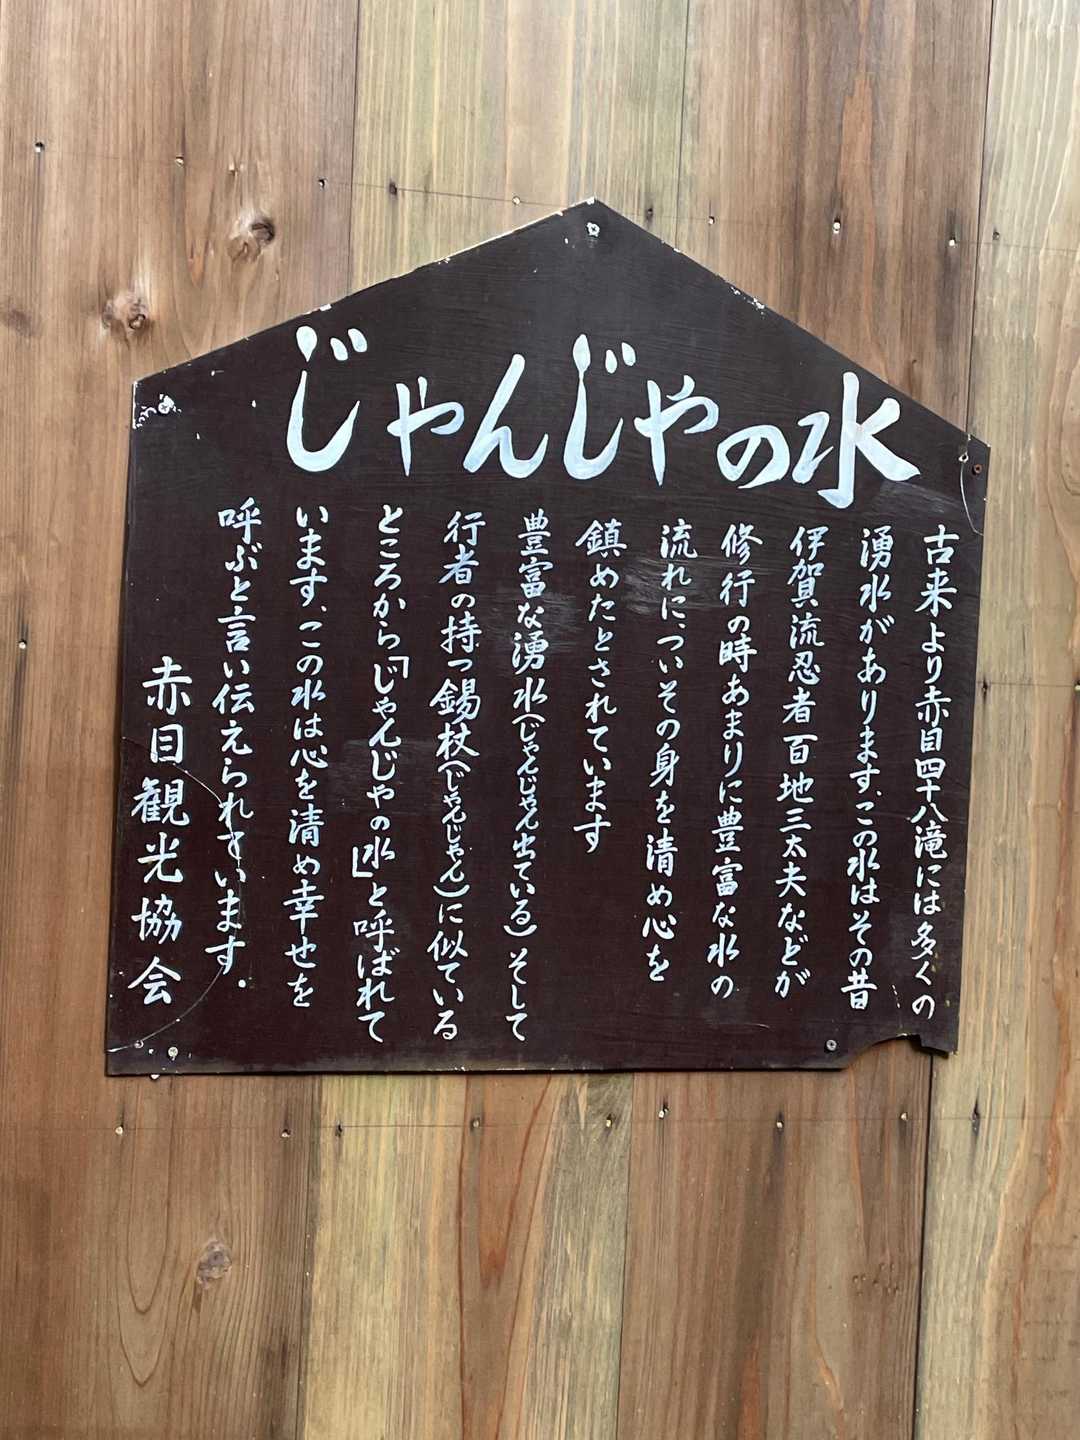 じゃんじゃの水
古来より赤目四十八滝には多くの
湧水があります、この水はその昔
伊賀流忍者百地三太夫などが
修行の時あまりに豊富な水の
流れに、ついその身を清め心を
鎮めたとされています
豊富な湧水(じゃんじゃん出ている)そして
行者の持つ錫杖(じゃんじゃん)に似ている
ところから「じゃんじゃの水」と呼ばれて
います、この水は心を清め幸せを
呼ぶと言い伝えられています.
赤目観光協会